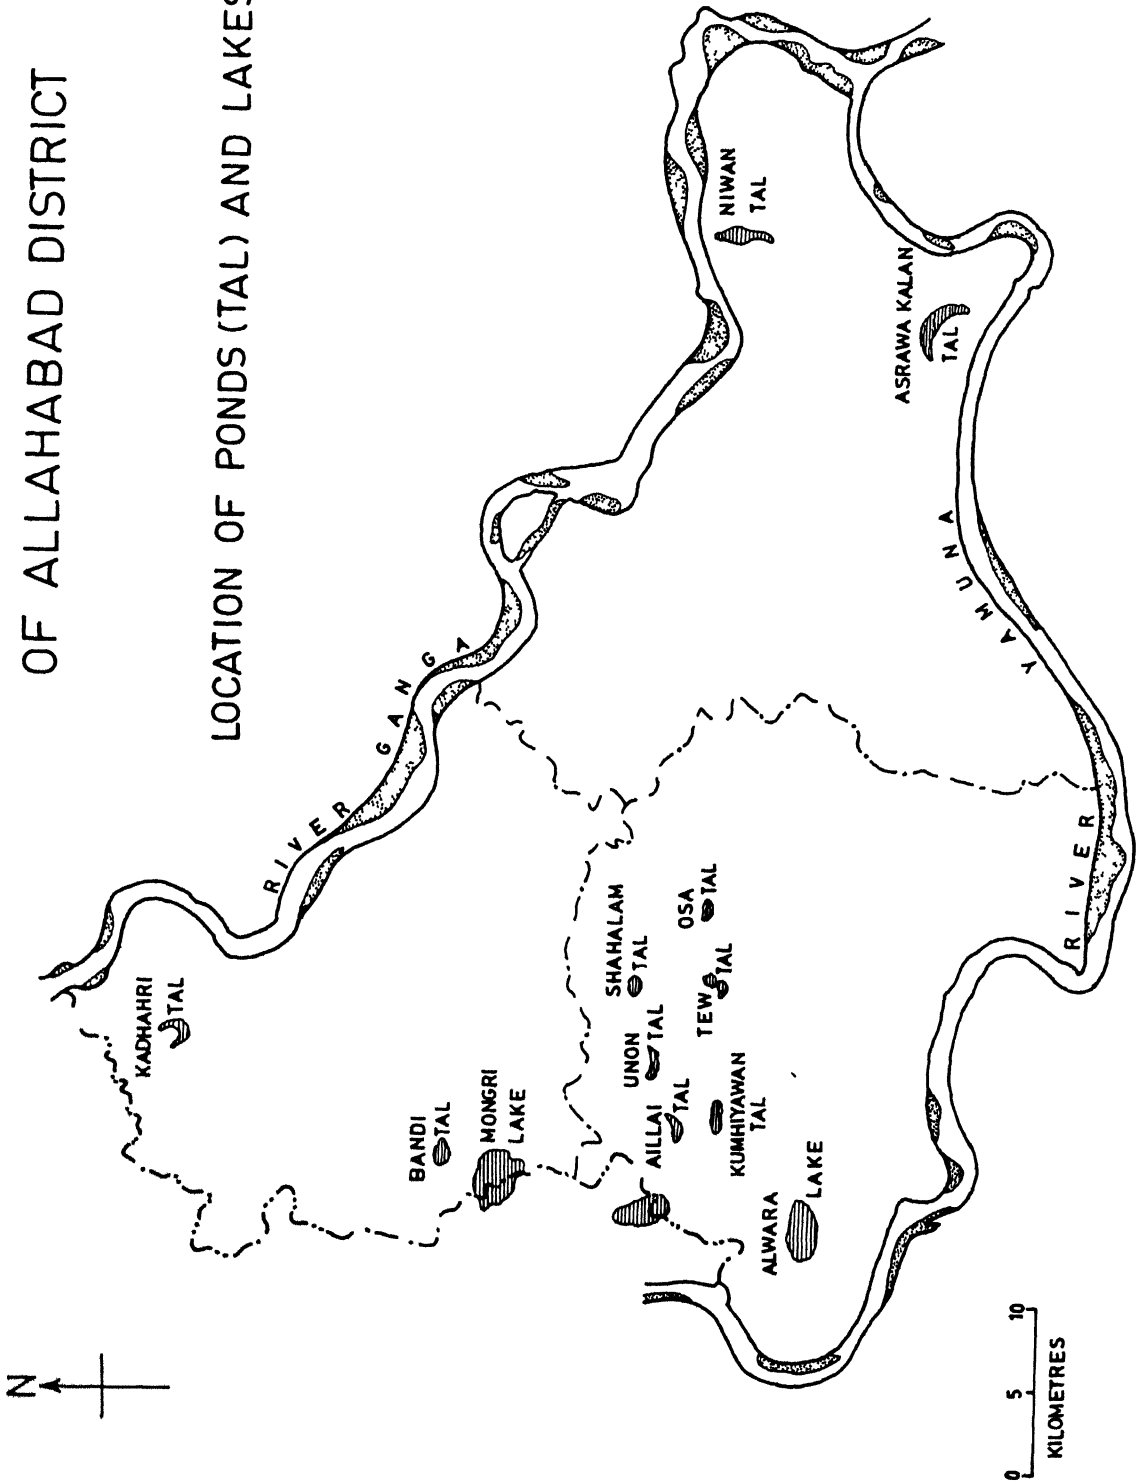 OF ALLAHABAD DISTRICT
LOCATION OF PONDS (TAL) AND LAKES
N
RIVER GANGA
KADHAHRI
TAL
BANDI
TAL
MONGRI
LAKE
SHAHALAM
TAL
UNON
TAL
AILLAI
TAL
OSA
TAL
TEW
TAL
KUMHIYAWAN
TAL
ALWARA
LAKE
NIWAN
TAL
ASRAWA KALAN
TAL
RIVER YAMUNA
0 5 10
KILOMETRES